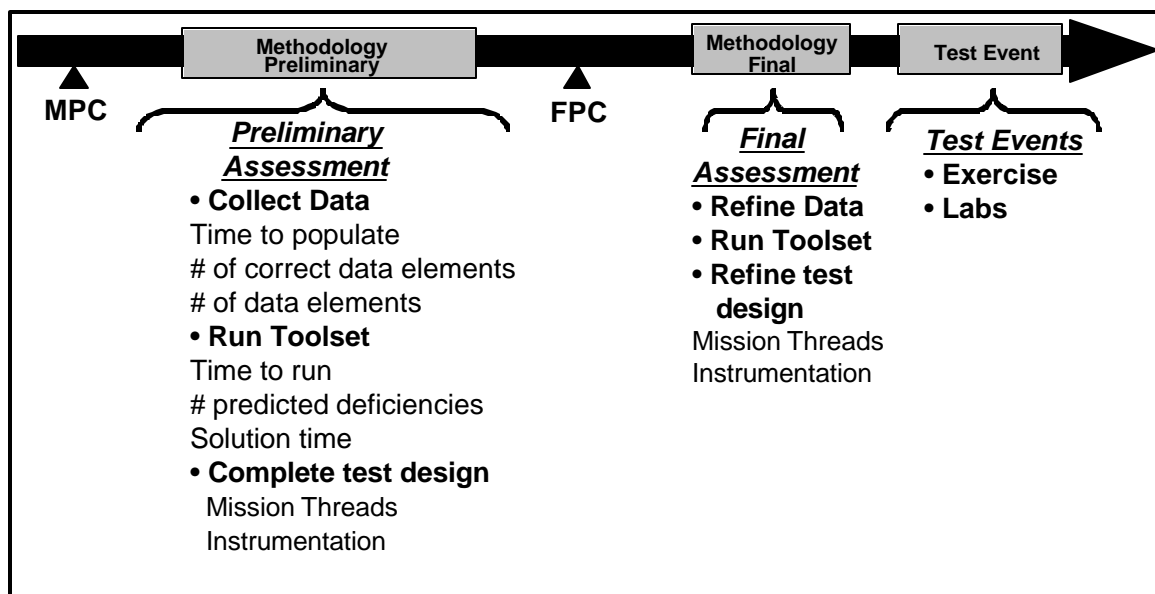 Methodology
Preliminary
Methodology
Final
Test Event
MPC
FPC
Preliminary
Assessment
• Collect Data
Time to populate
# of correct data elements
# of data elements
• Run Toolset
Time to run
# predicted deficiencies
Solution time
• Complete test design
Mission Threads
Instrumentation
Final
Assessment
• Refine Data
• Run Toolset
• Refine test
design
Mission Threads
Instrumentation
Test Events
• Exercise
• Labs